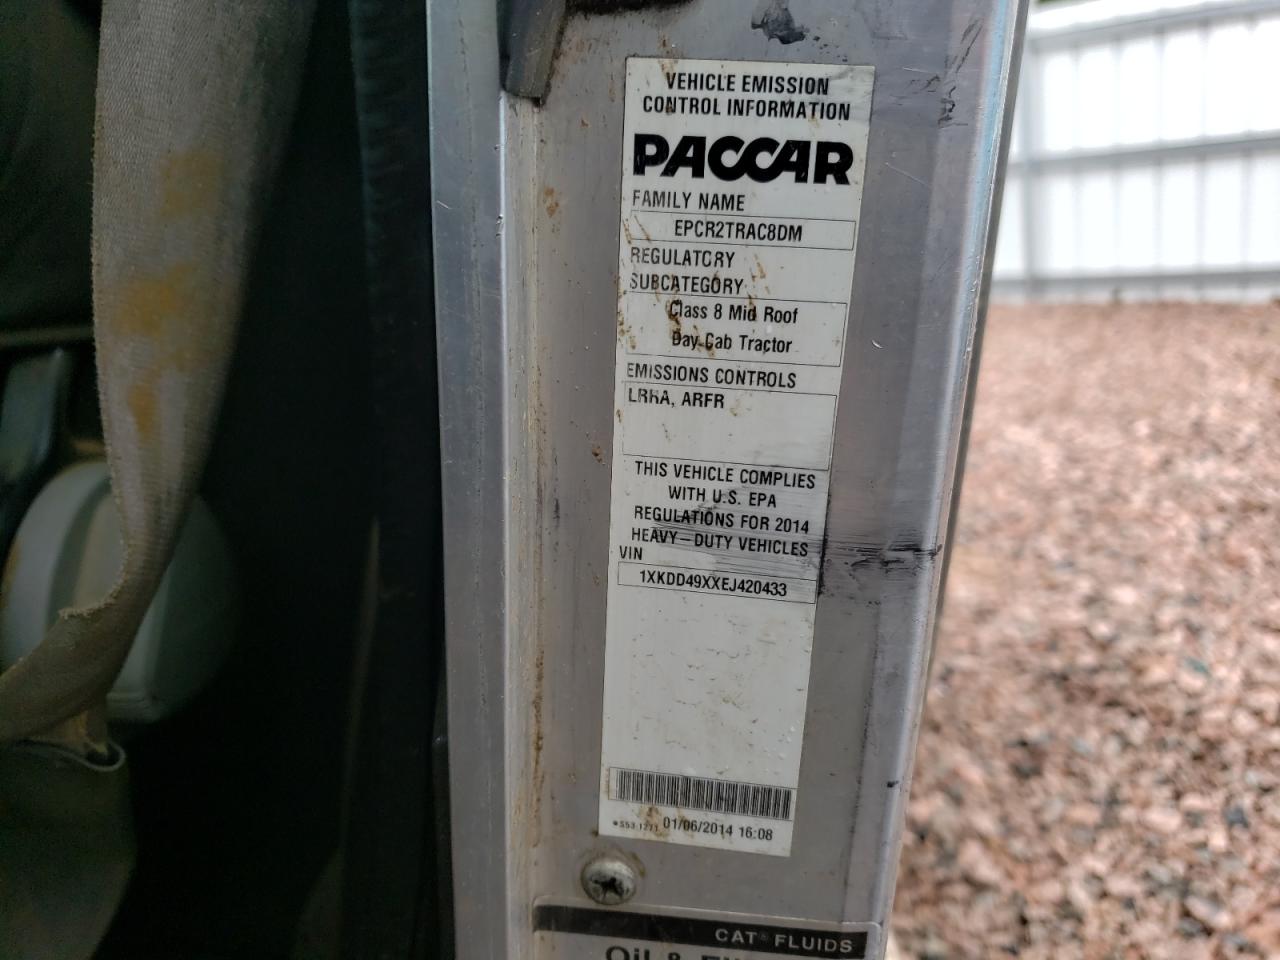 VEHICLE EMISSION
CONTROL INFORMATION
PACCAR
FAMILY NAME
EPCR2TRAC8DM
REGULATORY
SUBCATEGORY
Class 8 Mid Roof
Day Cab Tractor
EMISSIONS CONTROLS
LRRA, ARFR
THIS VEHICLE COMPLIES
WITH U.S. EPA
REGULATIONS FOR 2014
HEAVY-DUTY VEHICLES
VIN
1XKDD49XXEJ420433
01/06/2014 16:08
CAT® FLUIDS
Oil &